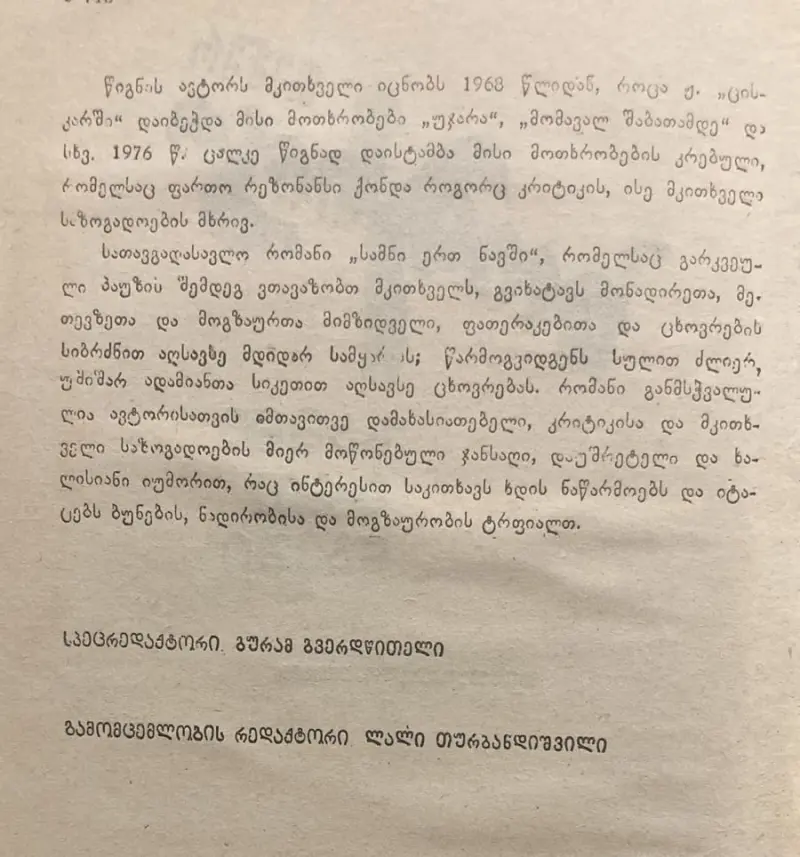 წიგნის ავტორს მკითხველი იცნობს 1968 წლიდან, როცა ჟ. „ცის-
კარში“ დაიბეჭდა მისი მოთხრობები „უჯარა“, „მომავალ შაბათამდე“ და
სხვ. 1976 წ. ცალკე წიგნად დაისტამბა მისი მოთხრობების კრებული,
რომელსაც ფართო რეზონანსი ქონდა როგორც კრიტიკის, ისე მკითხველი
საზოგადოების მხრივ.
სათავგადასავლო რომანი „სამნი ერთ ნავში“, რომელსაც გარკვეუ-
ლი პაუზის შემდეგ ვთავაზობთ მკითხველს, გვიხატავს მონადირეთა, მე-
თევზეთა და მოგზაურთა მიმზიდველი, ფათერაკებითა და ცხოვრების
სიბრძნით აღსავსე მდიდარ სამყაროს; წარმოგვიდგენს სულით ძლიერ,
უშიშარ ადამიანთა სიკეთით აღსავსე ცხოვრებას. რომანი განმსჭვალუ-
ლია ავტორისათვის იმთავითვე დამახასიათებელი, კრიტიკისა და მკითხ-
ველი საზოგადოების მიერ მოწონებული ჯანსაღი, დაუშრეტელი და ხა-
ლისიანი იუმორით, რაც ინტერესით საკითხავს ხდის ნაწარმოებს და იტა-
ცებს ბუნების, ნადირობისა და მოგზაურობის ტრფიალთ.
სპეცრედაქტორი გურამ გვერდწითელი
გამომცემლობის რედაქტორი ლალი თურბანდიშვილი